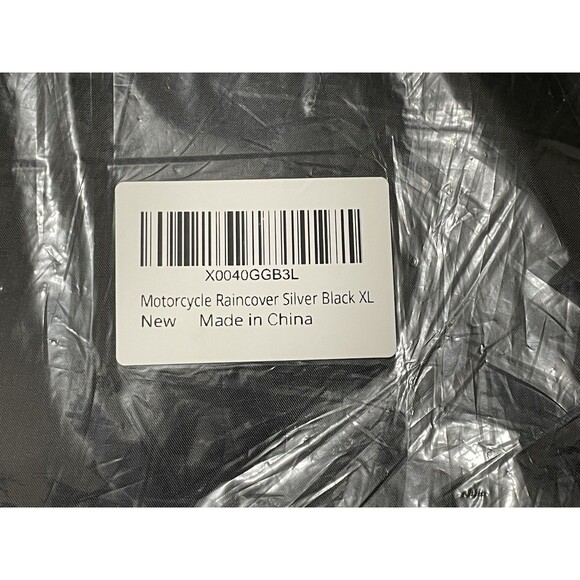 X0040GGB3L
Motorcycle Raincover Silver Black XL
New Made in China